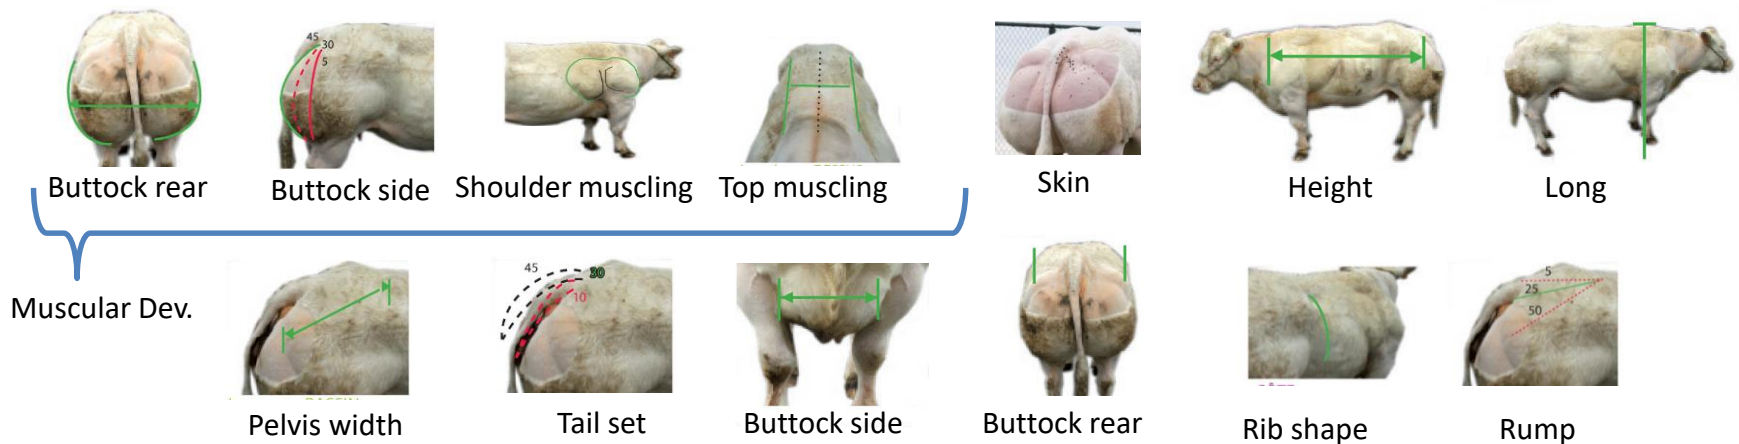 45
30
5
Buttock rear
Buttock side
Shoulder muscling
Top muscling
Skin
Height
Long
Muscular Dev.
45
30
10
5
25
50
Pelvis width
Tail set
Buttock side
Buttock rear
Rib shape
Rump